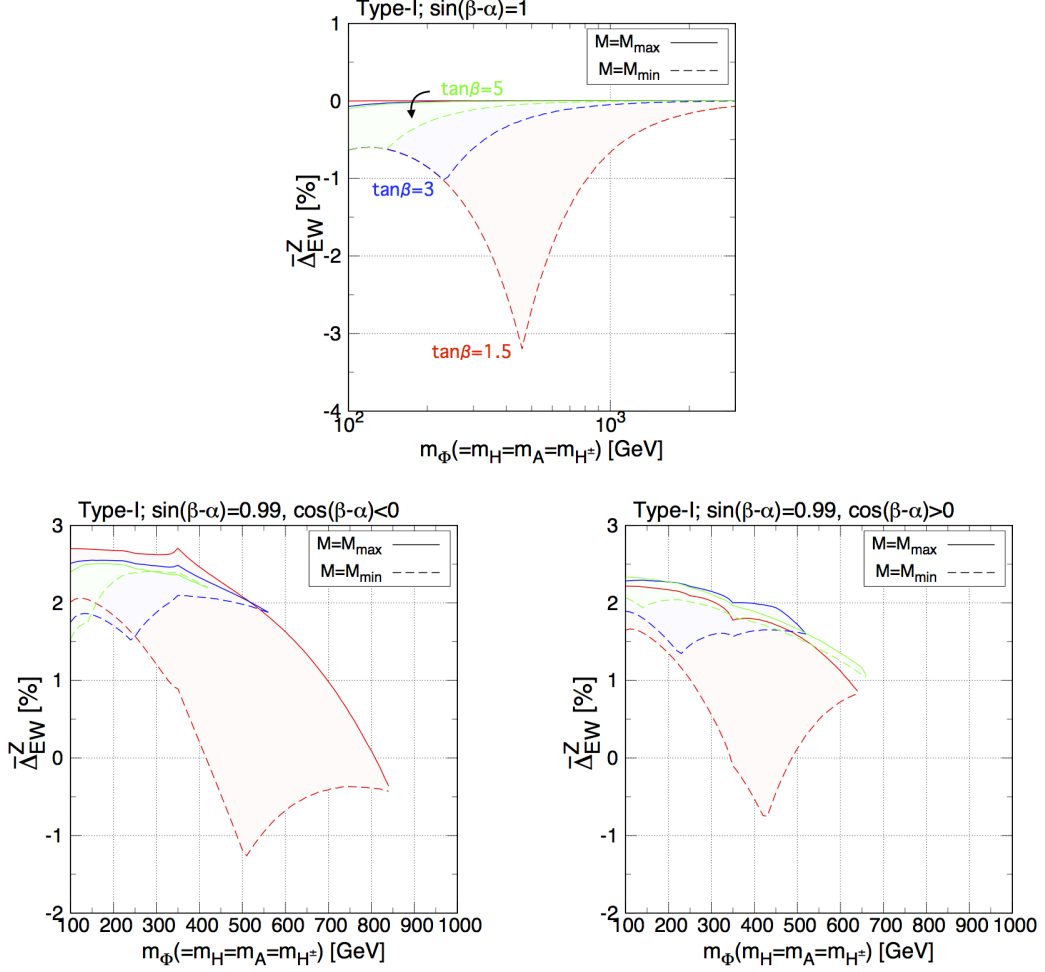 Type-I; sin(β-α)=1
M=Mmax
M=Mmin
tanβ=5
tanβ=3
tanβ=1.5
Δ̅ᶻEW [%]
1
0
-1
-2
-3
-4
10²
10³
mΦ(=mH=mA=mH±) [GeV]
Type-I; sin(β-α)=0.99, cos(β-α)<0
M=Mmax
M=Mmin
Δ̅ᶻEW [%]
3
2
1
0
-1
-2
100 200 300 400 500 600 700 800 900 1000
mΦ(=mH=mA=mH±) [GeV]
Type-I; sin(β-α)=0.99, cos(β-α)>0
M=Mmax
M=Mmin
Δ̅ᶻEW [%]
3
2
1
0
-1
-2
100 200 300 400 500 600 700 800 900 1000
mΦ(=mH=mA=mH±) [GeV]